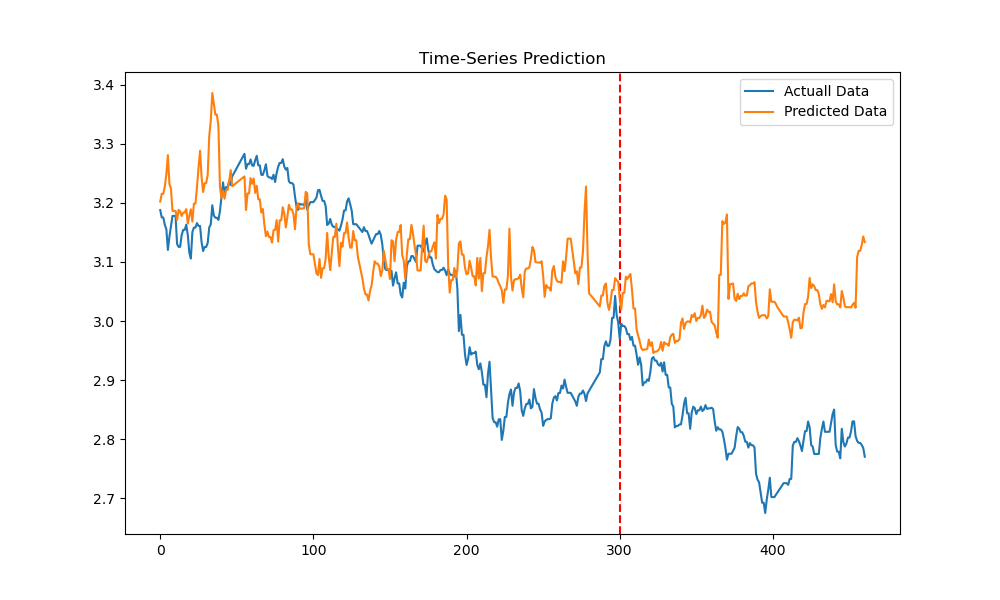 Time-Series Prediction
Actuall Data
Predicted Data
3.4
3.3
3.2
3.1
3.0
2.9
2.8
2.7
0 100 200 300 400